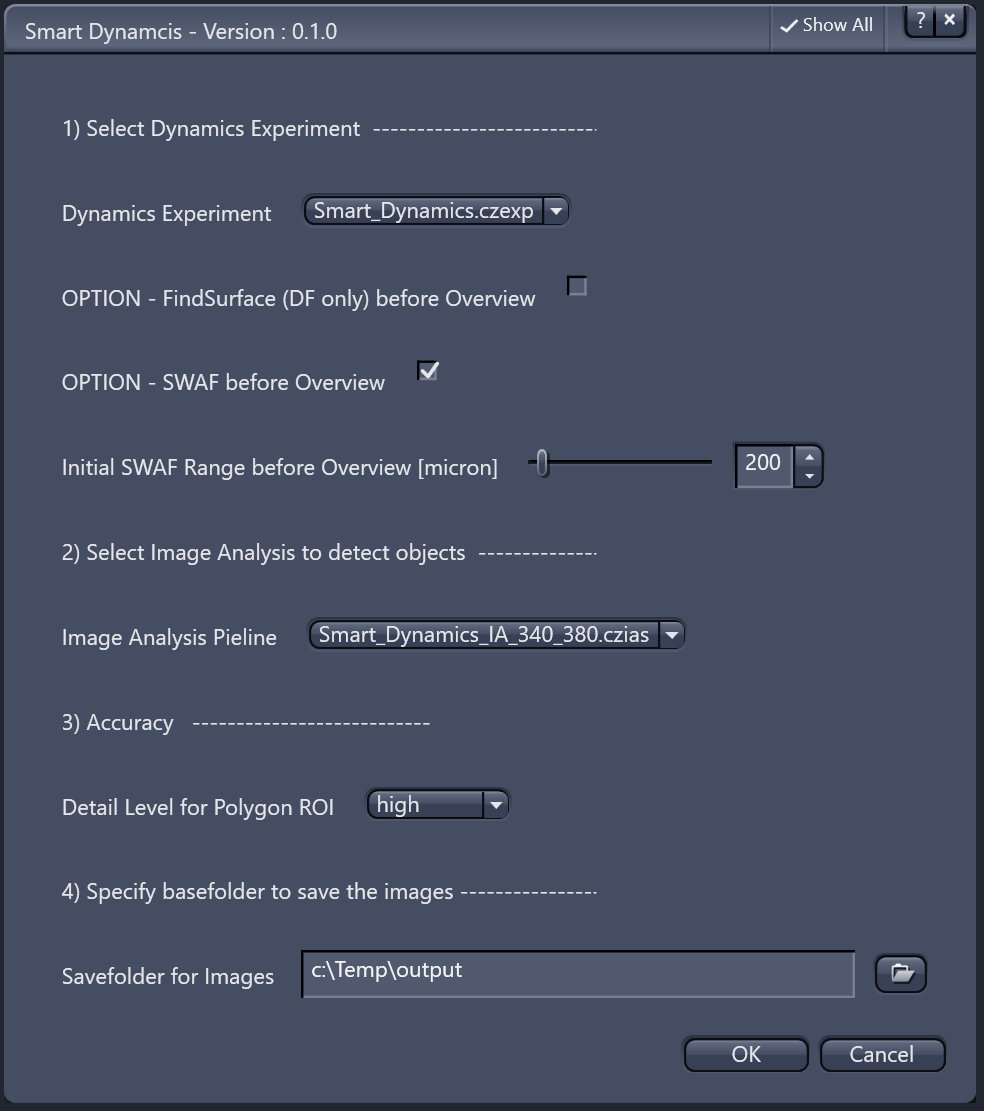 Smart Dynamcis - Version : 0.1.0
Show All
?
1) Select Dynamics Experiment -------------------------
Dynamics Experiment Smart_Dynamics.czexp
OPTION - FindSurface (DF only) before Overview
OPTION - SWAF before Overview
Initial SWAF Range before Overview [micron] 200
2) Select Image Analysis to detect objects -------------
Image Analysis Pieline Smart_Dynamics_IA_340_380.czias
3) Accuracy ---------------------------
Detail Level for Polygon ROI high
4) Specify basefolder to save the images ---------------
Savefolder for Images c:\Temp\output
OK Cancel